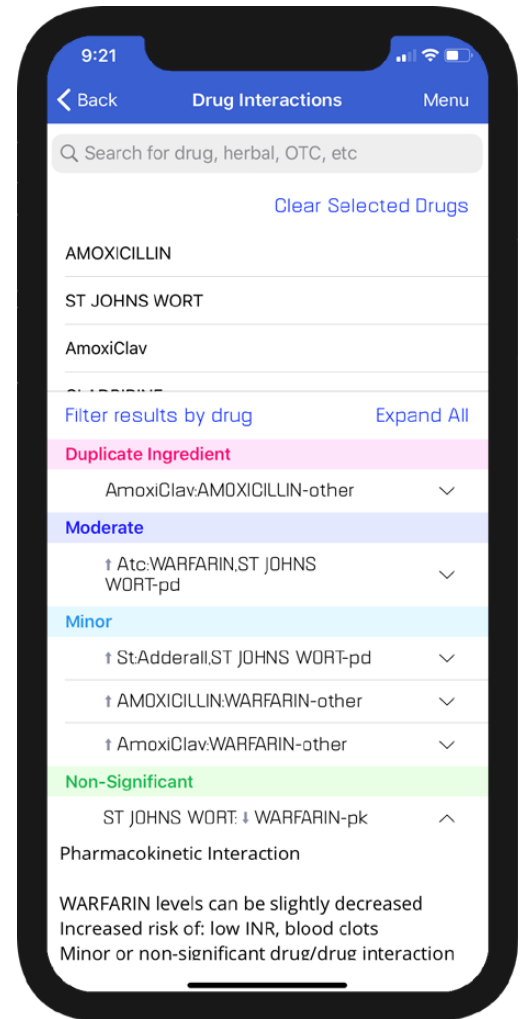 9:21
Back Drug Interactions Menu
Search for drug, herbal, OTC, etc
Clear Selected Drugs
AMOXICILLIN
ST JOHNS WORT
AmoxiClav
Filter results by drug Expand All
Duplicate Ingredient
AmoxiClav:AMOXICILLIN-other
Moderate
↑ Atc:WARFARIN,ST JOHNS
WORT-pd
Minor
↑ St:Adderall,ST JOHNS WORT-pd
↑ AMOXICILLIN:WARFARIN-other
↑ AmoxiClav:WARFARIN-other
Non-Significant
ST JOHNS WORT: ↓ WARFARIN-pk
Pharmacokinetic Interaction
WARFARIN levels can be slightly decreased
Increased risk of: low INR, blood clots
Minor or non-significant drug/drug interaction